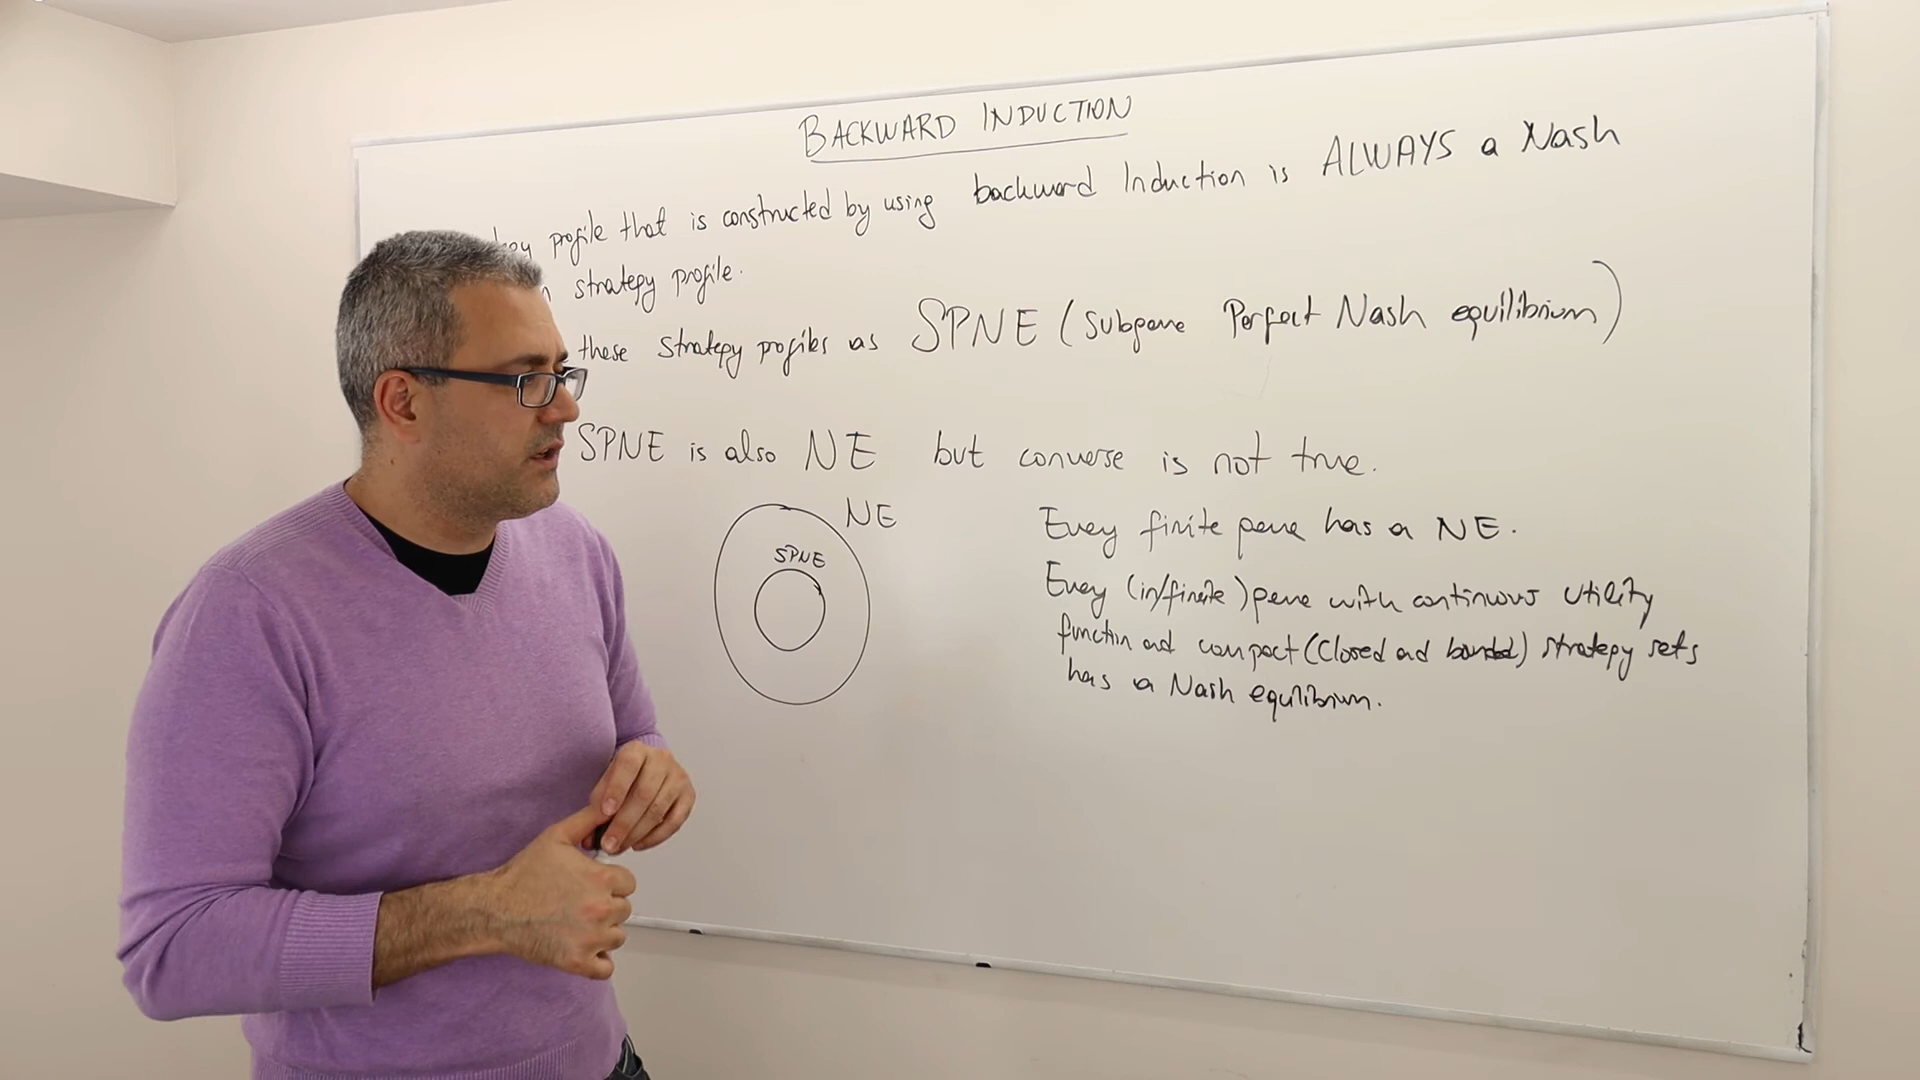 BACKWARD INDUCTION
profile that is constructed by using backward Induction is ALWAYS a Nash
strategy profile.
these strategy profiles as SPNE (Subgame Perfect Nash equilibrium)
SPNE is also NE but converse is not true.
NE
SPNE
Every finite game has a NE.
Every (in/finite) game with continuous utility
function and compact (closed and bounded) strategy sets
has a Nash equilibrium.